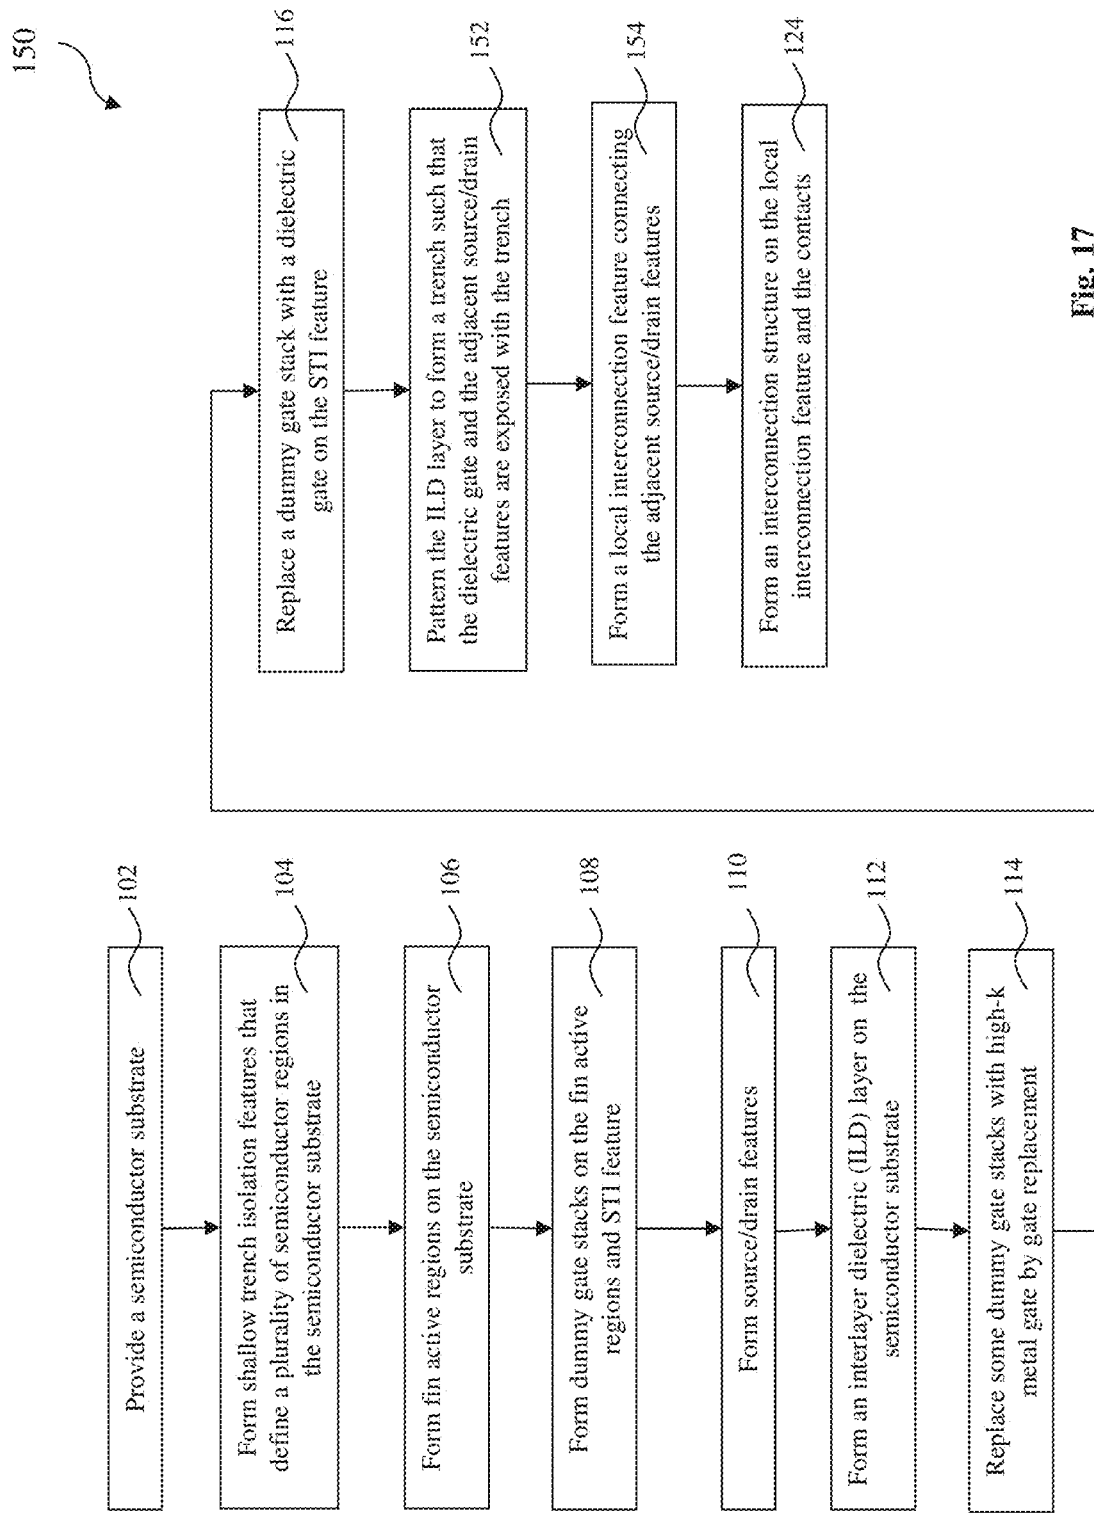 150
Provide a semiconductor substrate
102
Form shallow trench isolation features that
define a plurality of semiconductor regions in
the semiconductor substrate
104
Form fin active regions on the semiconductor
substrate
106
Form dummy gate stacks on the fin active
regions and STI feature
108
Form source/drain features
110
Form an interlayer dielectric (ILD) layer on the
semiconductor substrate
112
Replace some dummy gate stacks with high-k
metal gate by gate replacement
114
Replace a dummy gate stack with a dielectric
gate on the STI feature
116
Pattern the ILD layer to form a trench such that
the dielectric gate and the adjacent source/drain
features are exposed with the trench
152
Form a local interconnection feature connecting
the adjacent source/drain features
154
Form an interconnection structure on the local
interconnection feature and the contacts
124
Fig. 17